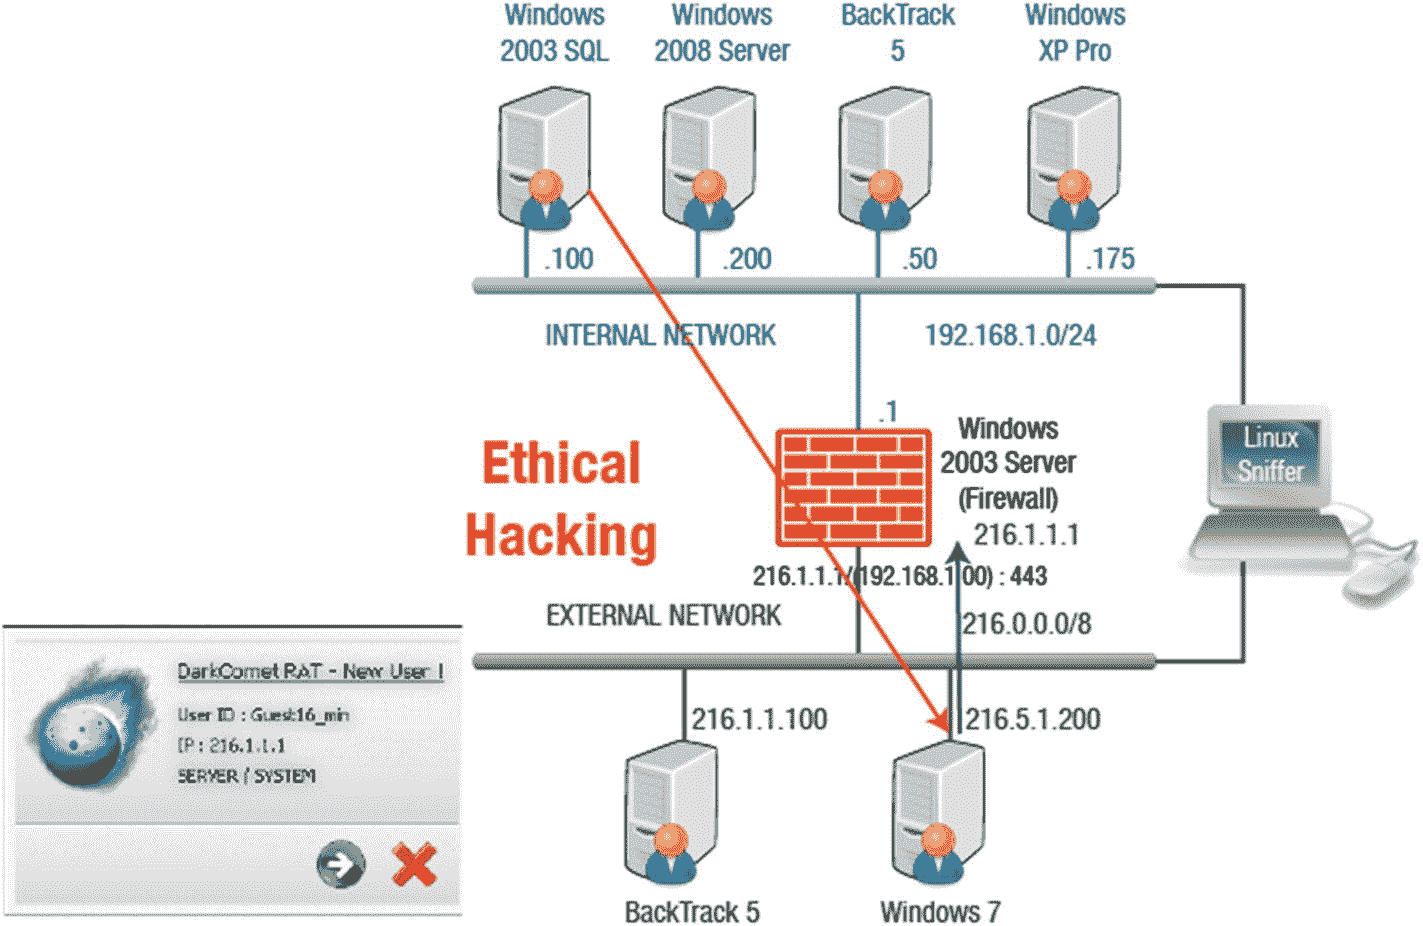 Windows
2003 SQL
Windows
2008 Server
BackTrack
5
Windows
XP Pro
.100
.200
.50
.175
INTERNAL NETWORK
192.168.1.0/24
.1
Windows
2003 Server
(Firewall)
216.1.1.1
Linux
Sniffer
Ethical
Hacking
216.1.1.1/(192.168.1.00) : 443
EXTERNAL NETWORK
216.0.0.0/8
DarkComet RAT - New User !
User ID : Guest16_min
IP : 216.1.1.1
SERVER / SYSTEM
216.1.1.100
216.5.1.200
BackTrack 5
Windows 7